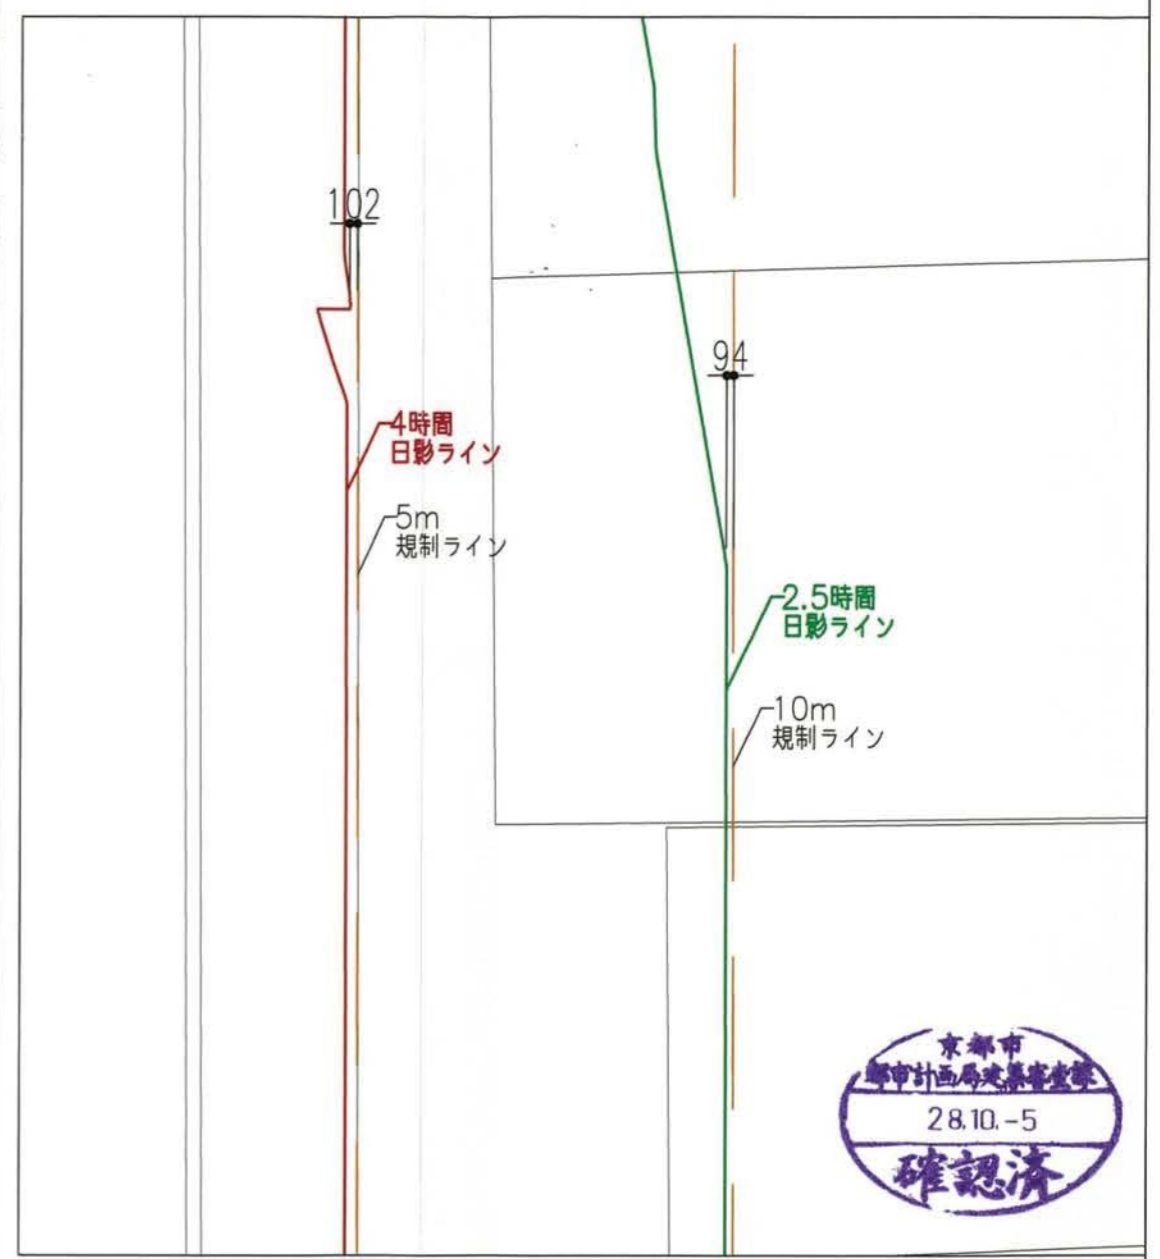 102
94
4時間
日影ライン
5m
規制ライン
2.5時間
日影ライン
10m
規制ライン
京都市
都市計画局建築審査課
28.10.-5
確認済